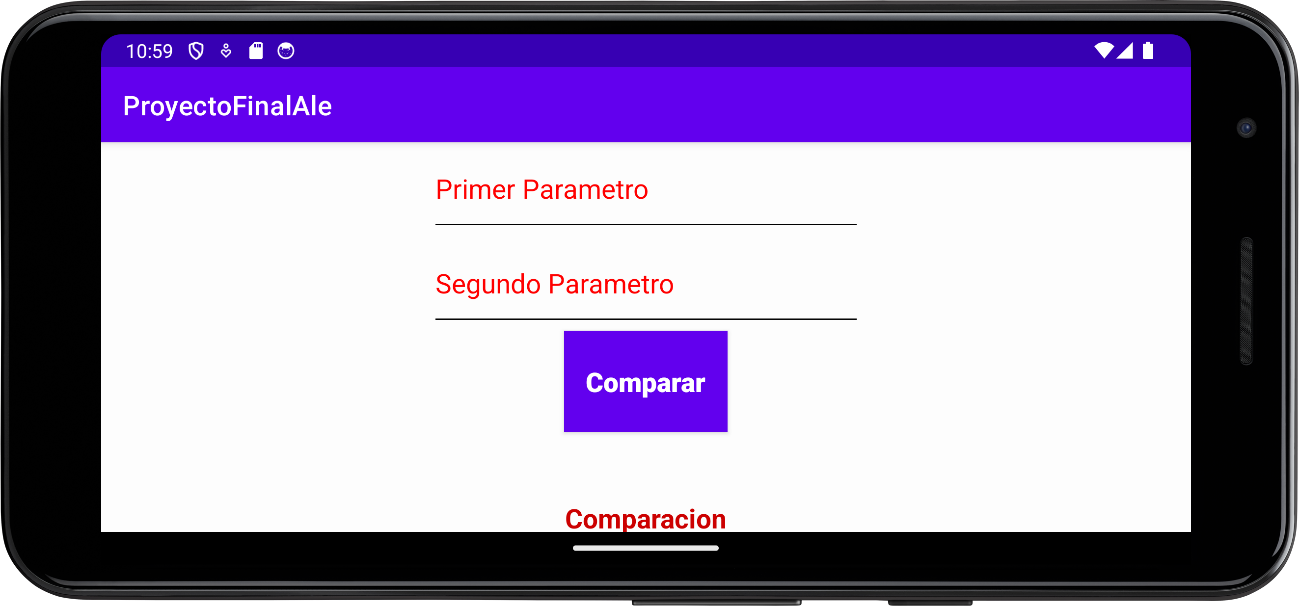 10:59
ProyectoFinalAle
Primer Parametro
Segundo Parametro
Comparar
Comparacion